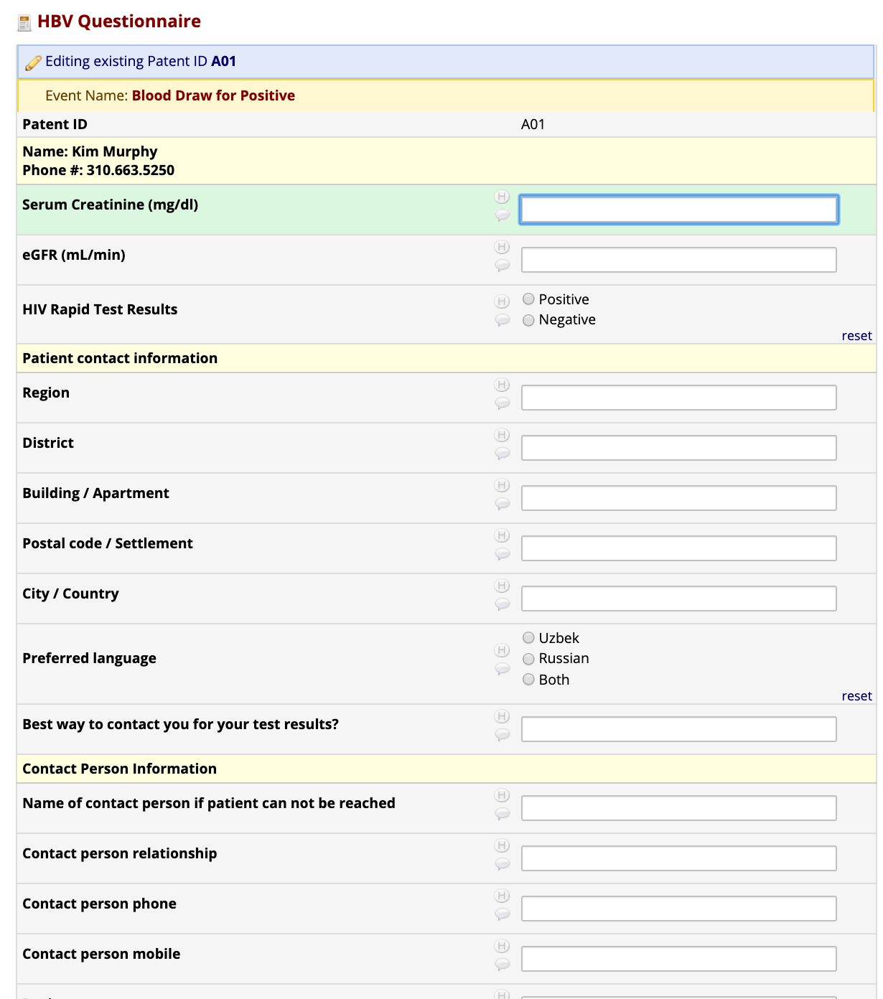 HBV Questionnaire
Editing existing Patent ID A01
Event Name: Blood Draw for Positive
Patent ID A01
Name: Kim Murphy
Phone #: 310.663.5250
Serum Creatinine (mg/dl)
H
eGFR (mL/min)
H
HIV Rapid Test Results
H
Positive
Negative
reset
Patient contact information
Region
H
District
H
Building / Apartment
H
Postal code / Settlement
H
City / Country
H
Preferred language
H
Uzbek
Russian
Both
reset
Best way to contact you for your test results?
H
Contact Person Information
Name of contact person if patient can not be reached
H
Contact person relationship
H
Contact person phone
H
Contact person mobile
H
H